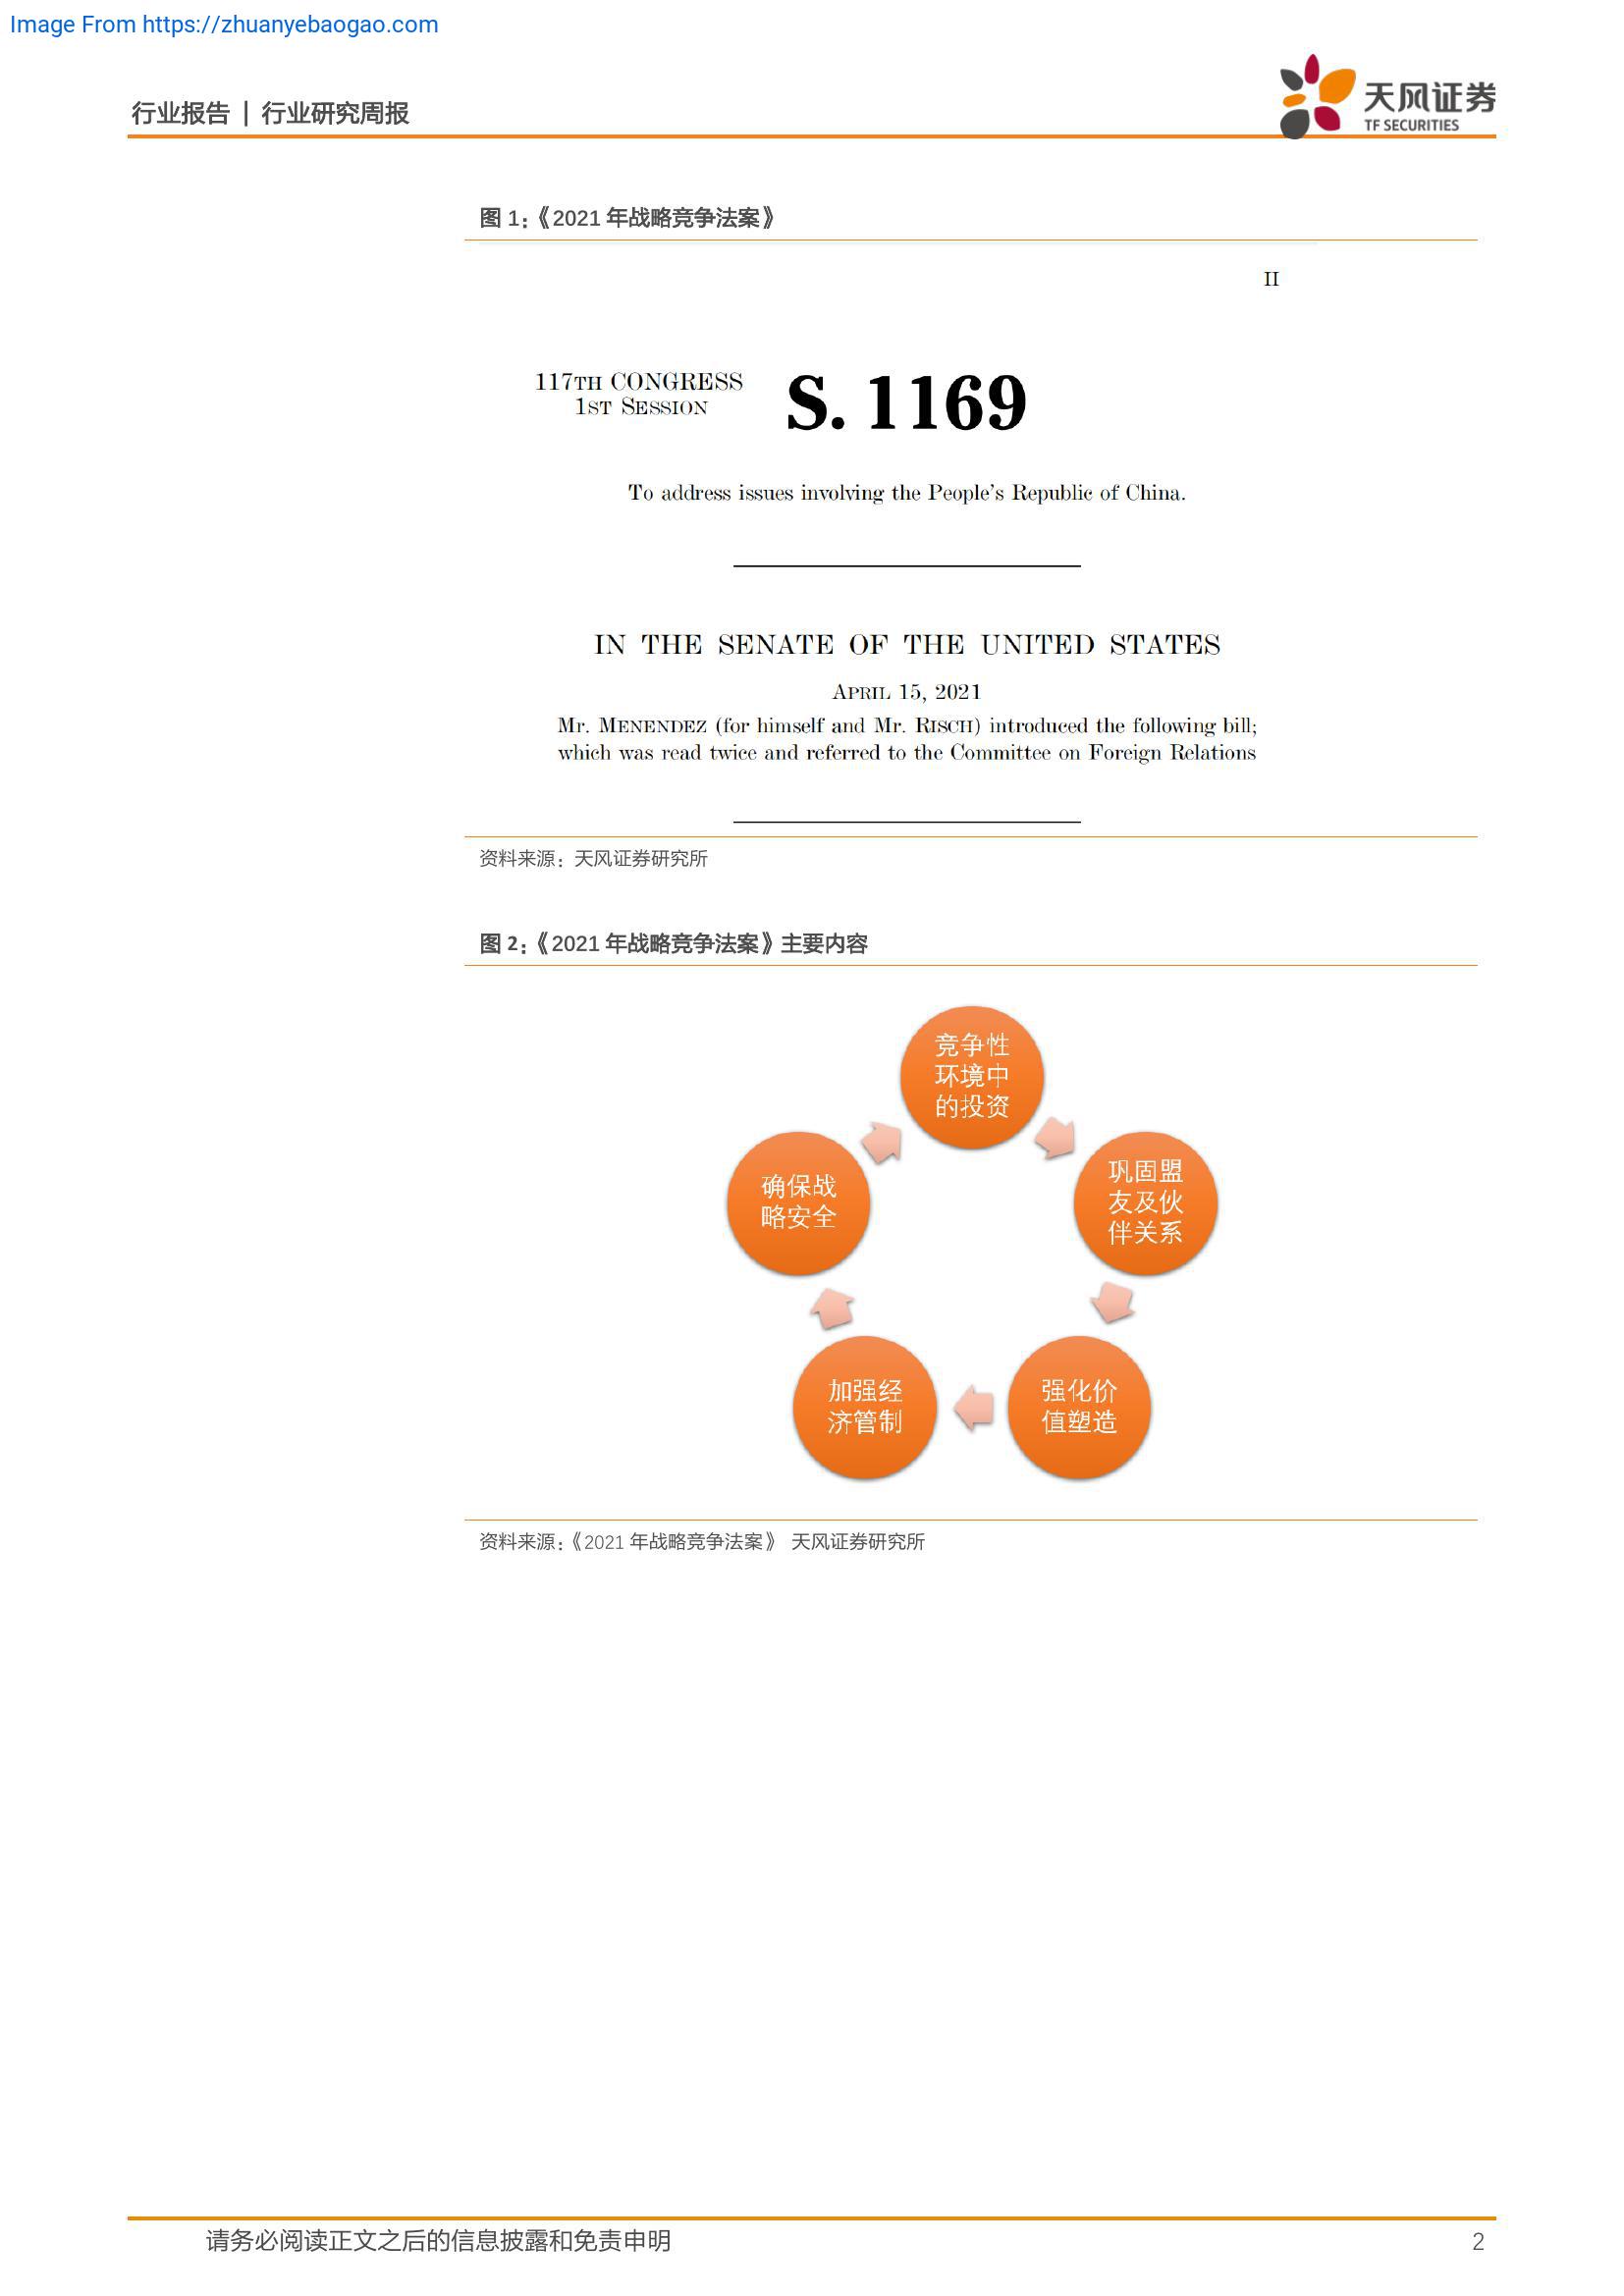 Image From https://zhuanyebaogao.com
行业报告 | 行业研究周报
天风证券
TF SECURITIES
图 1：《2021 年战略竞争法案》
II
117TH CONGRESS
1ST SESSION
S. 1169
To address issues involving the People's Republic of China.
IN THE SENATE OF THE UNITED STATES
APRIL 15, 2021
Mr. MENENDEZ (for himself and Mr. RISCH) introduced the following bill;
which was read twice and referred to the Committee on Foreign Relations
资料来源：天风证券研究所
图 2：《2021 年战略竞争法案》主要内容
竞争性
环境中
的投资
巩固盟
友及伙
伴关系
强化价
值塑造
加强经
济管制
确保战
略安全
资料来源：《2021 年战略竞争法案》 天风证券研究所
请务必阅读正文之后的信息披露和免责申明
2